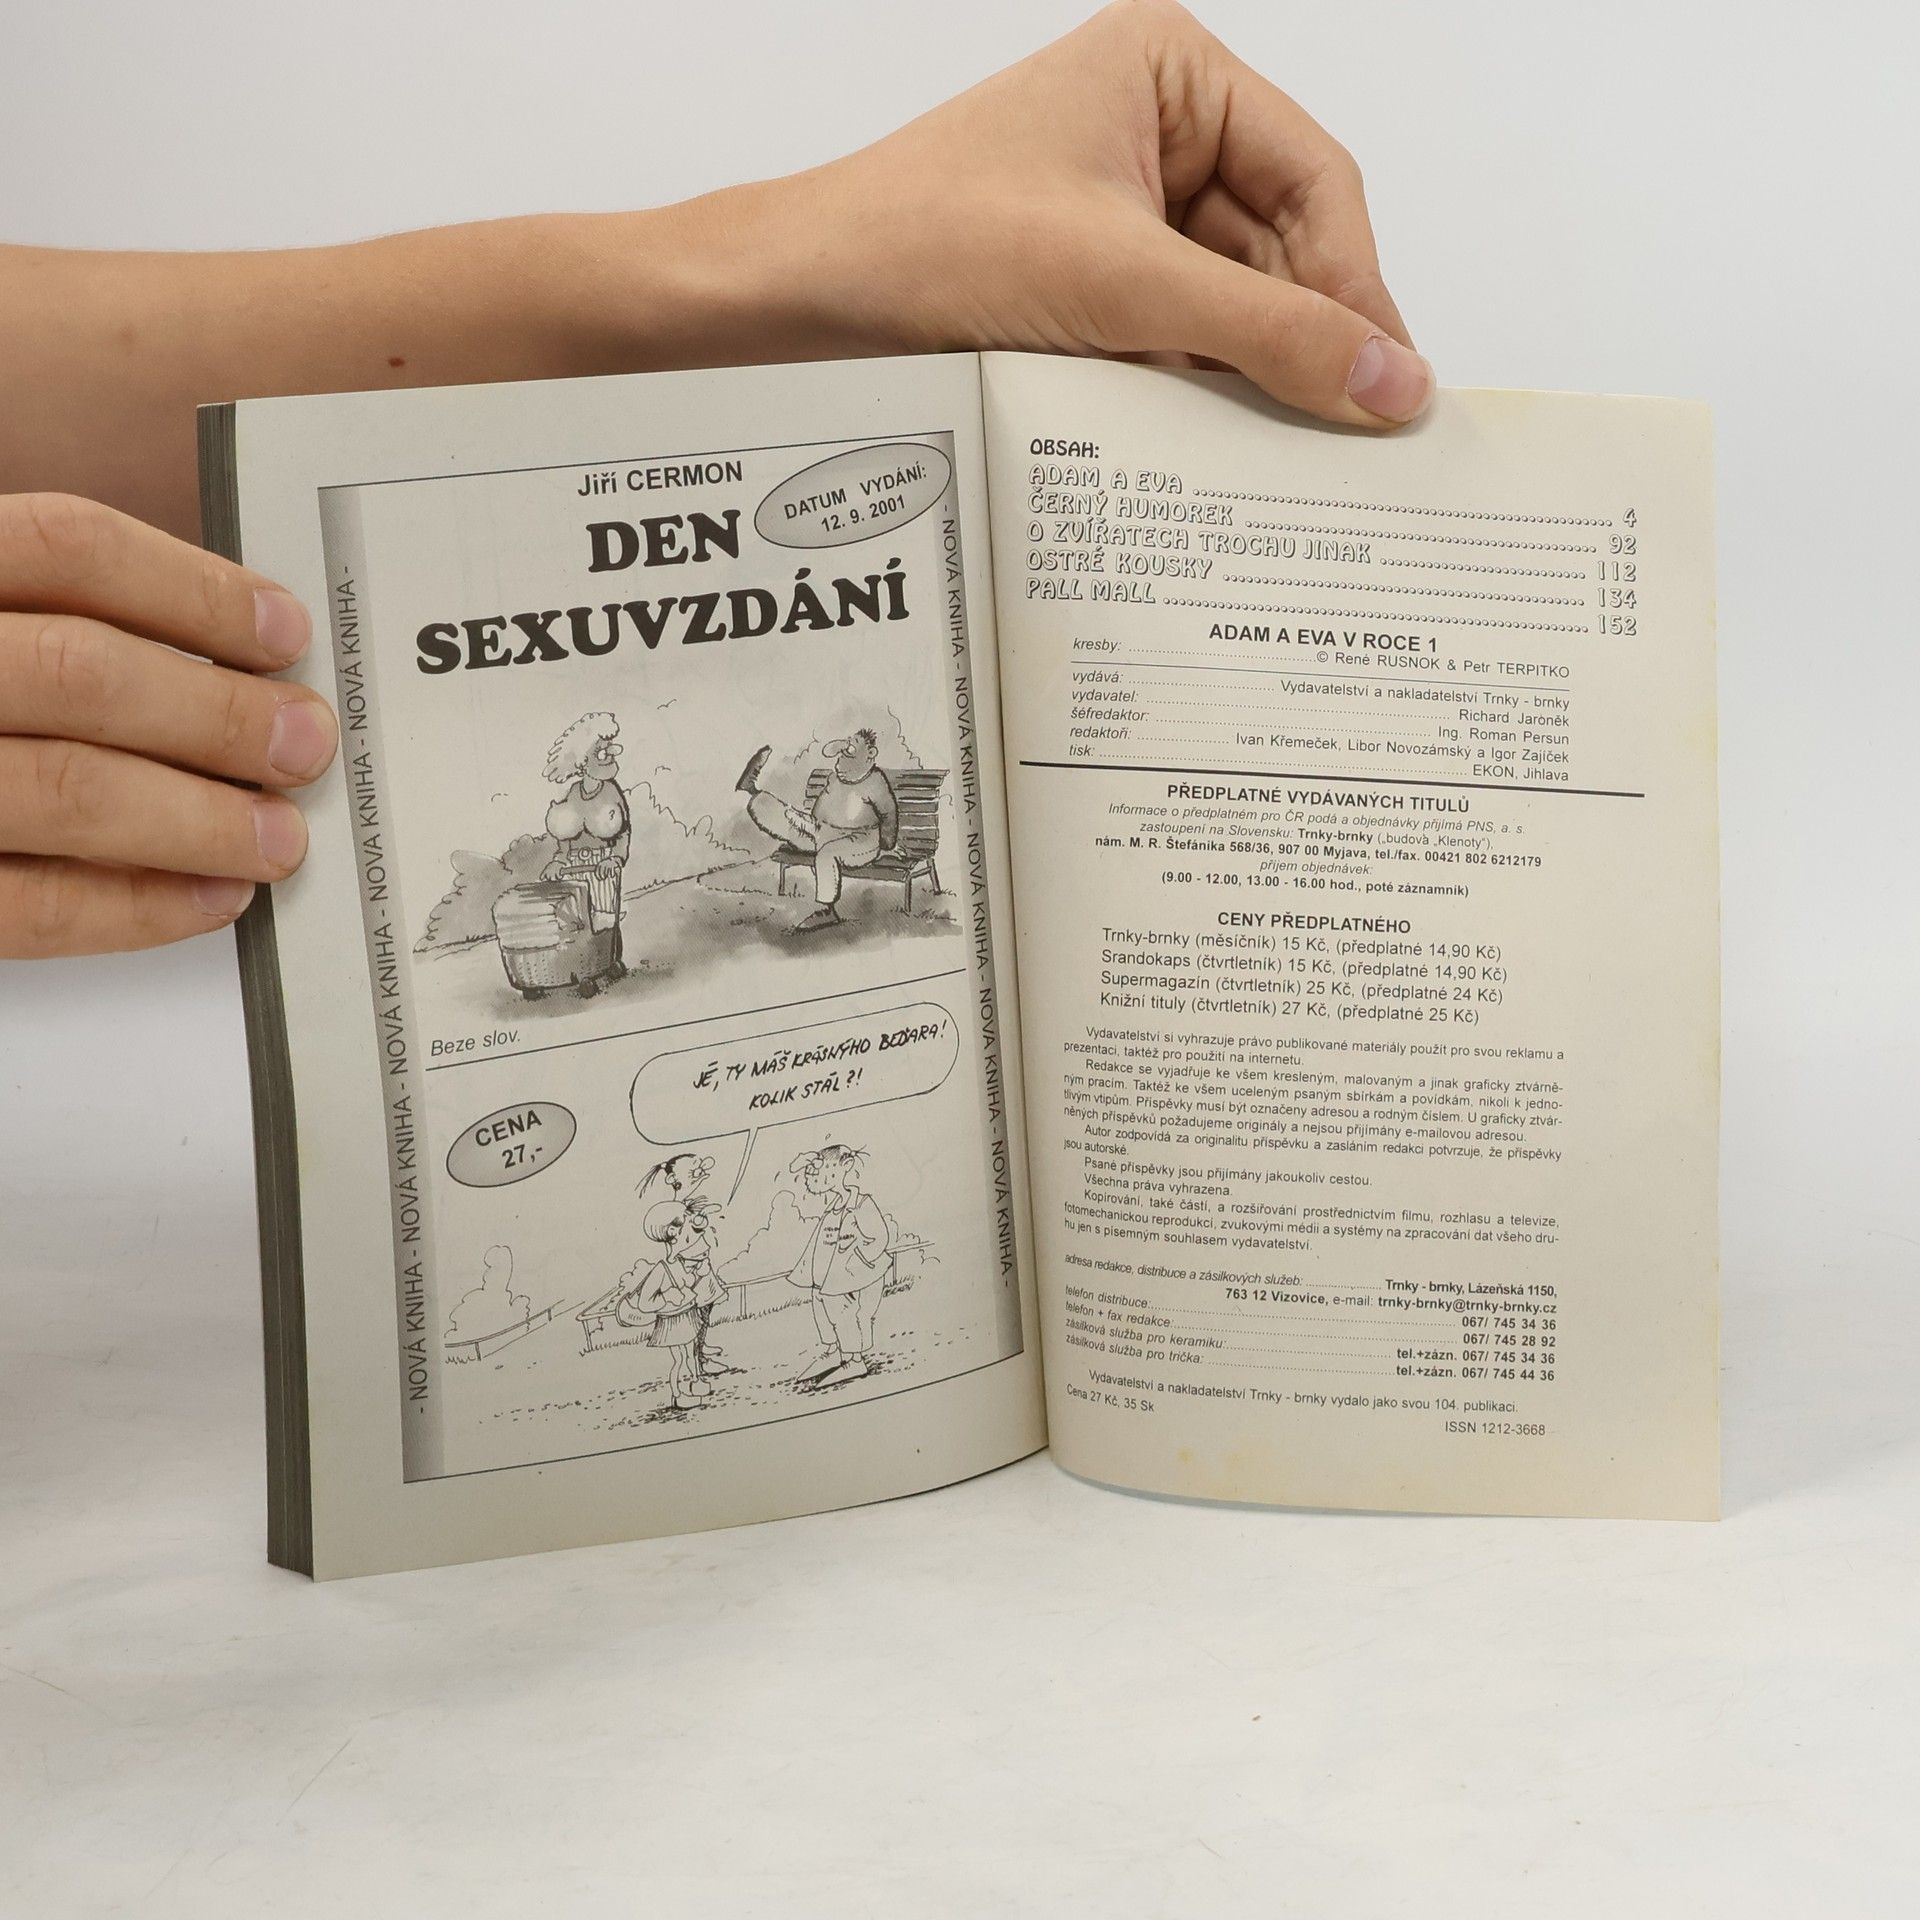 Jiří CERMON
DATUM VYDÁNÍ:
12. 9. 2001
DEN
SEXUVZDÁNÍ
- NOVÁ KNIHA - NOVÁ KNIHA - NOVÁ KNIHA - NOVÁ KNIHA - NOVÁ KNIHA - NOVÁ KNIHA -
- NOVÁ KNIHA - NOVÁ KNIHA - NOVÁ KNIHA - NOVÁ KNIHA - NOVÁ KNIHA - NOVÁ KNIHA -
Beze slov.
JÉ, TY MÁŠ KRÁSNÝHO BEĎARA!
KOLIK STÁL?!
CENA
27,-
OBSAH:
ADAM A EVA 4
ČERNÝ HUMOREK 92
O ZVÍŘATECH TROCHU JINAK 112
OSTRÉ KOUSKY 134
PALL MALL 152
ADAM A EVA V ROCE 1
kresby: © René RUSNOK & Petr TERPITKO
vydává: Vydavatelství a nakladatelství Trnky - brnky
vydavatel: Richard Jaroněk
šéfredaktor: Ing. Roman Persun
redaktoři: Ivan Křemeček, Libor Novozámský a Igor Zajíček
tisk: EKON, Jihlava
PŘEDPLATNÉ VYDÁVANÝCH TITULŮ
Informace o předplatném pro ČR podá a objednávky přijímá PNS, a. s.
zastoupení na Slovensku: Trnky-brnky („budova „Klenoty"),
nám. M. R. Štefánika 568/36, 907 00 Myjava, tel./fax. 00421 802 6212179
příjem objednávek:
(9.00 - 12.00, 13.00 - 16.00 hod., poté záznamník)
CENY PŘEDPLATNÉHO
Trnky-brnky (měsíčník) 15 Kč, (předplatné 14,90 Kč)
Srandokaps (čtvrtletník) 15 Kč, (předplatné 14,90 Kč)
Supermagazín (čtvrtletník) 25 Kč, (předplatné 24 Kč)
Knižní tituly (čtvrtletník) 27 Kč, (předplatné 25 Kč)
Vydavatelství si vyhrazuje právo publikované materiály použít pro svou reklamu a
prezentaci, taktéž pro použití na internetu.
Redakce se vyjadřuje ke všem kresleným, malovaným a jinak graficky ztvárně-
ným pracím. Taktéž ke všem uceleným psaným sbírkám a povídkám, nikoli k jedno-
tlivým vtipům. Příspěvky musí být označeny adresou a rodným číslem. U graficky ztvár-
něných příspěvků požadujeme originály a nejsou přijímány e-mailovou adresou.
Autor zodpovídá za originalitu příspěvku a zasláním redakci potvrzuje, že příspěvky
jsou autorské.
Psané příspěvky jsou přijímány jakoukoliv cestou.
Všechna práva vyhrazena.
Kopírování, také částí, a rozšiřování prostřednictvím filmu, rozhlasu a televize,
fotomechanickou reprodukcí, zvukovými médii a systémy na zpracování dat všeho dru-
hu jen s písemným souhlasem vydavatelství.
adresa redakce, distribuce a zásilkových služeb: Trnky - brnky, Lázeňská 1150,
763 12 Vizovice, e-mail: trnky-brnky@trnky-brnky.cz
telefon distribuce: 067/ 745 34 36
telefon + fax redakce: 067/ 745 28 92
zásilková služba pro keramiku: tel.+zázn. 067/ 745 34 36
zásilková služba pro trička: tel.+zázn. 067/ 745 44 36
Vydavatelství a nakladatelství Trnky - brnky vydalo jako svou 104. publikaci.
Cena 27 Kč, 35 Sk
ISSN 1212-3668